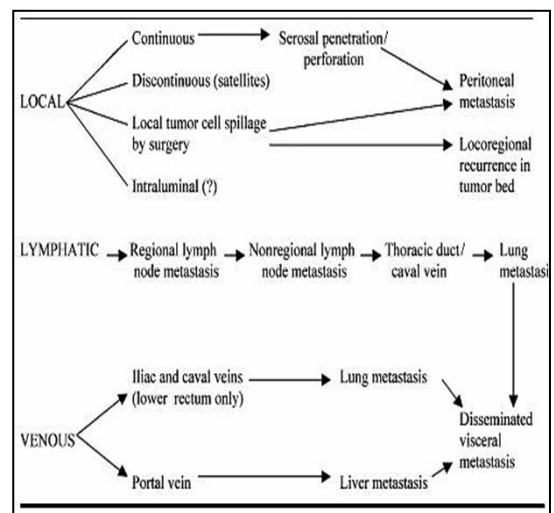 Continuous
Serosal penetration/
perforation
Discontinuous (satellites)
Peritoneal
metastasis
LOCAL
Local tumor cell spillage
by surgery
Locoregional
recurrence in
tumor bed
Intraluminal (?)
LYMPHATIC
Regional lymph
node metastasis
Nonregional lymph
node metastasis
Thoracic duct/
caval vein
Lung
metastasi
Iliac and caval veins
(lower rectum only)
Lung metastasis
Disseminated
visceral
metastasis
VENOUS
Portal vein
Liver metastasis